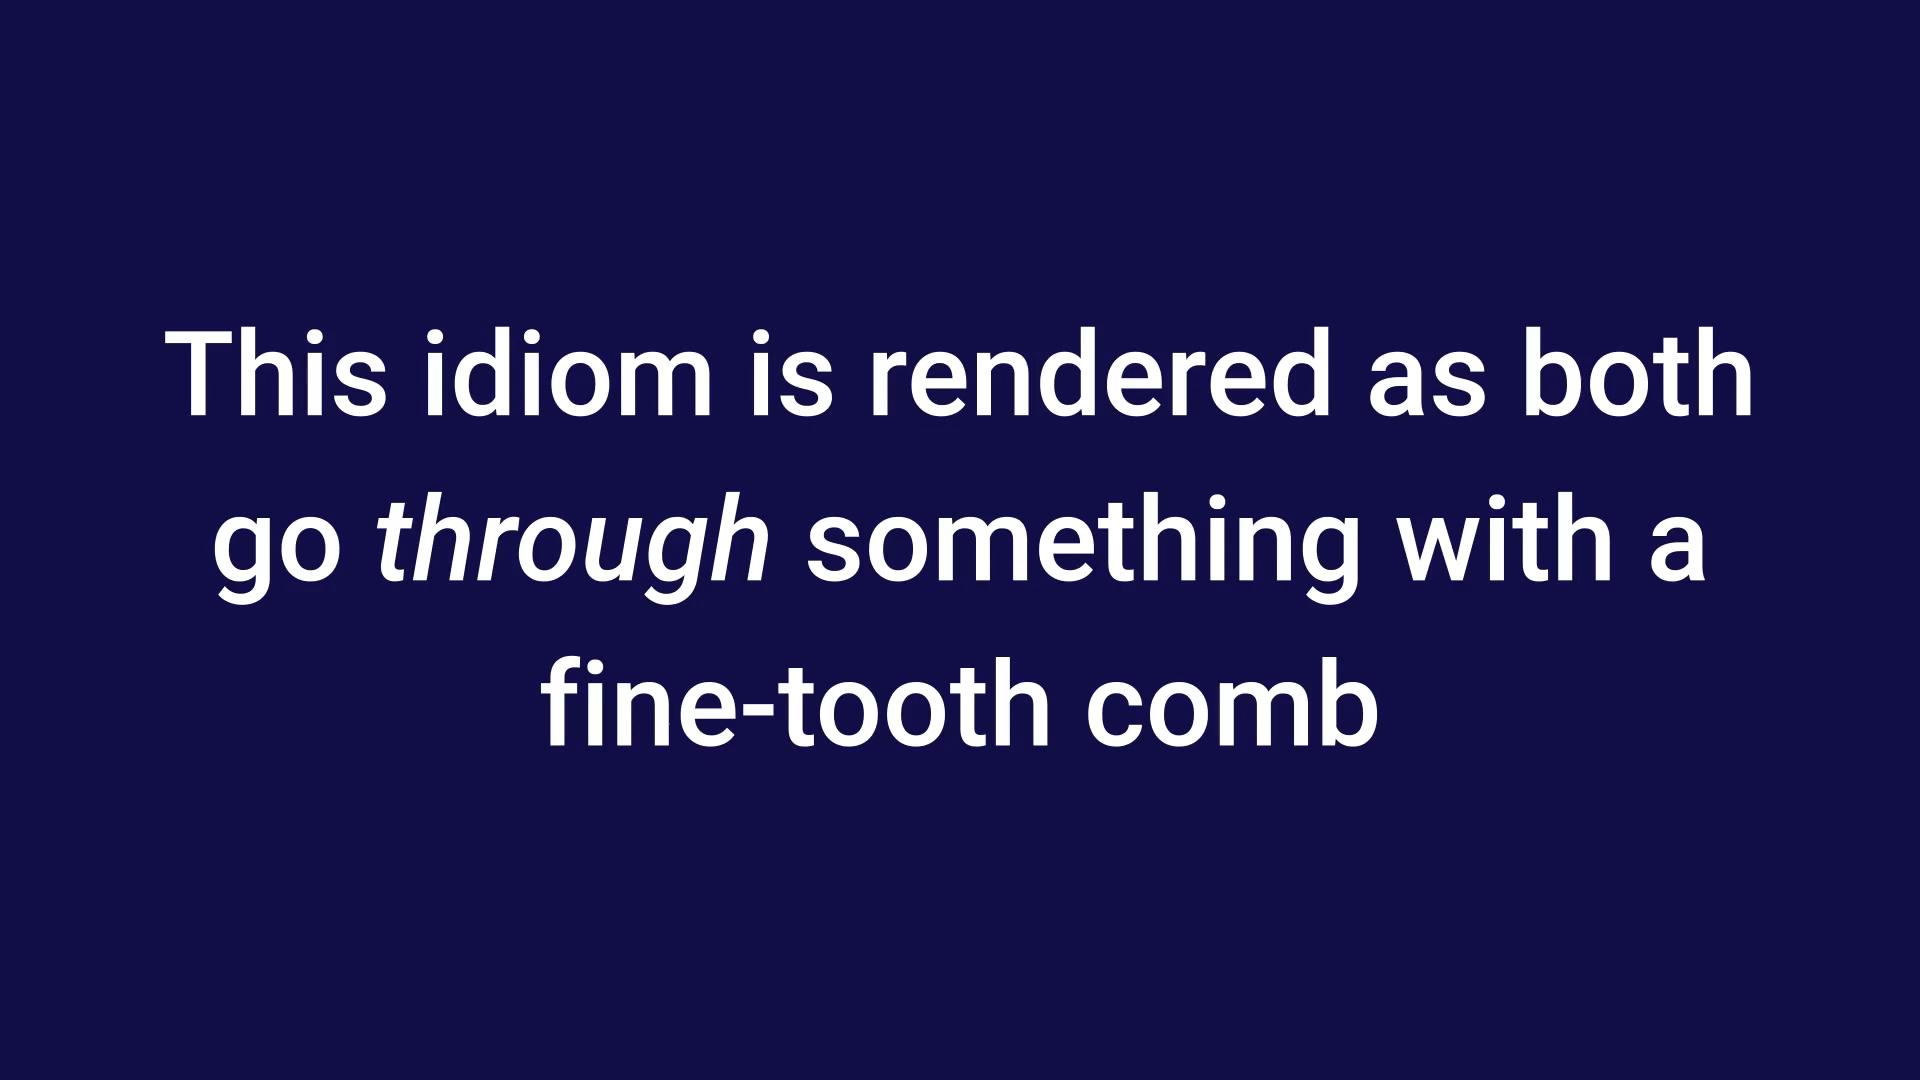 This idiom is rendered as both
go through something with a
fine-tooth comb